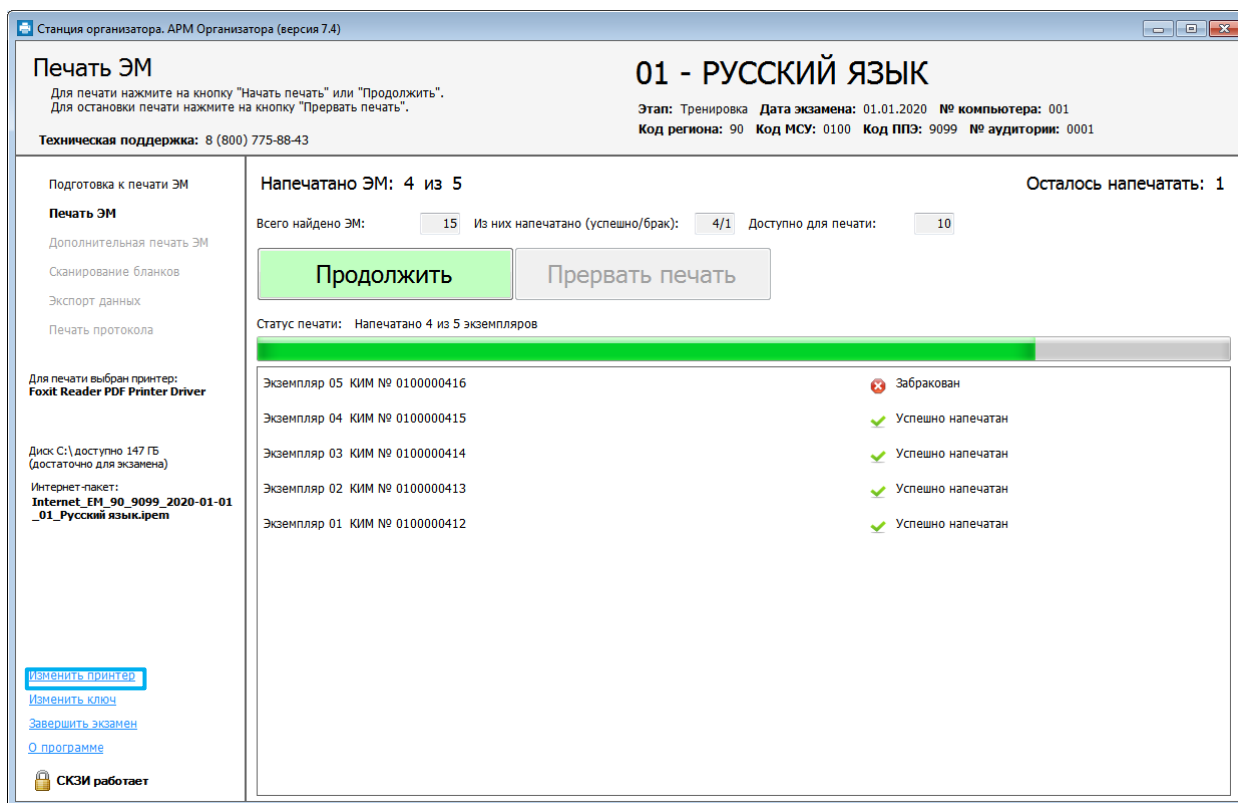 Станция организатора. АРМ Организатора (версия 7.4)
Печать ЭМ
Для печати нажмите на кнопку "Начать печать" или "Продолжить".
Для остановки печати нажмите на кнопку "Прервать печать".
Техническая поддержка: 8 (800) 775-88-43
01 - РУССКИЙ ЯЗЫК
Этап: Тренировка Дата экзамена: 01.01.2020 № компьютера: 001
Код региона: 90 Код МСУ: 0100 Код ППЭ: 9099 № аудитории: 0001
Подготовка к печати ЭМ
Печать ЭМ
Дополнительная печать ЭМ
Сканирование бланков
Экспорт данных
Печать протокола
Для печати выбран принтер:
Foxit Reader PDF Printer Driver
Диск C:\ доступно 147 ГБ
(достаточно для экзамена)
Интернет-пакет:
Internet_EM_90_9099_2020-01-01
_01_Русский язык.ipem
Изменить принтер
Изменить ключ
Завершить экзамен
О программе
СКЗИ работает
Напечатано ЭМ: 4 из 5
Осталось напечатать: 1
Всего найдено ЭМ: 15 Из них напечатано (успешно/брак): 4/1 Доступно для печати: 10
Продолжить
Прервать печать
Статус печати: Напечатано 4 из 5 экземпляров
Экземпляр 05 КИМ № 0100000416 Забракован
Экземпляр 04 КИМ № 0100000415 Успешно напечатан
Экземпляр 03 КИМ № 0100000414 Успешно напечатан
Экземпляр 02 КИМ № 0100000413 Успешно напечатан
Экземпляр 01 КИМ № 0100000412 Успешно напечатан